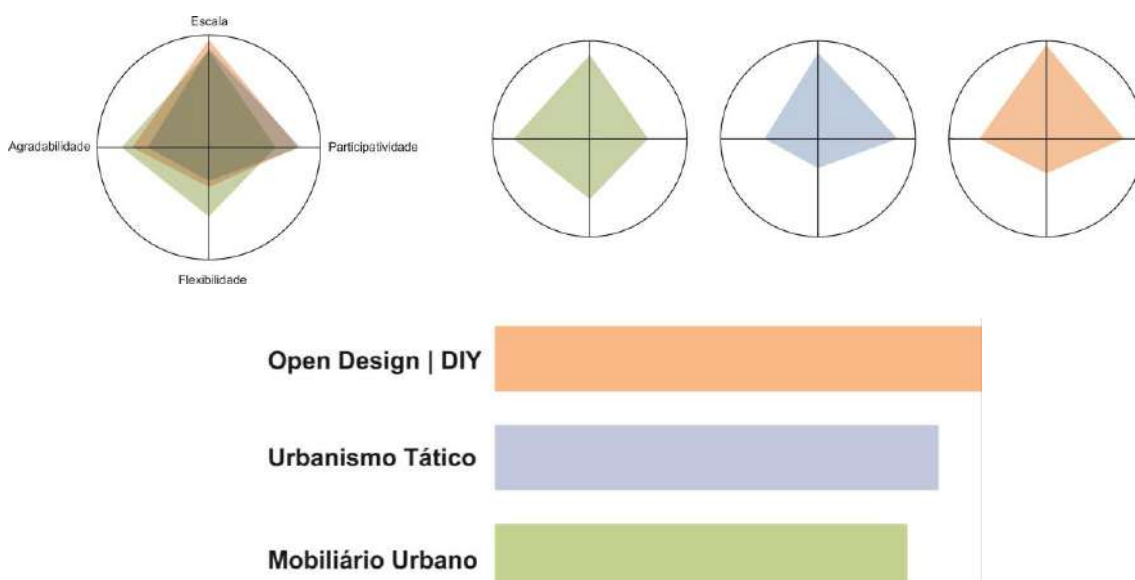 Escala
Agradabilidade
Participatividade
Flexibilidade
Open Design | DIY
Urbanismo Tático
Mobiliário Urbano